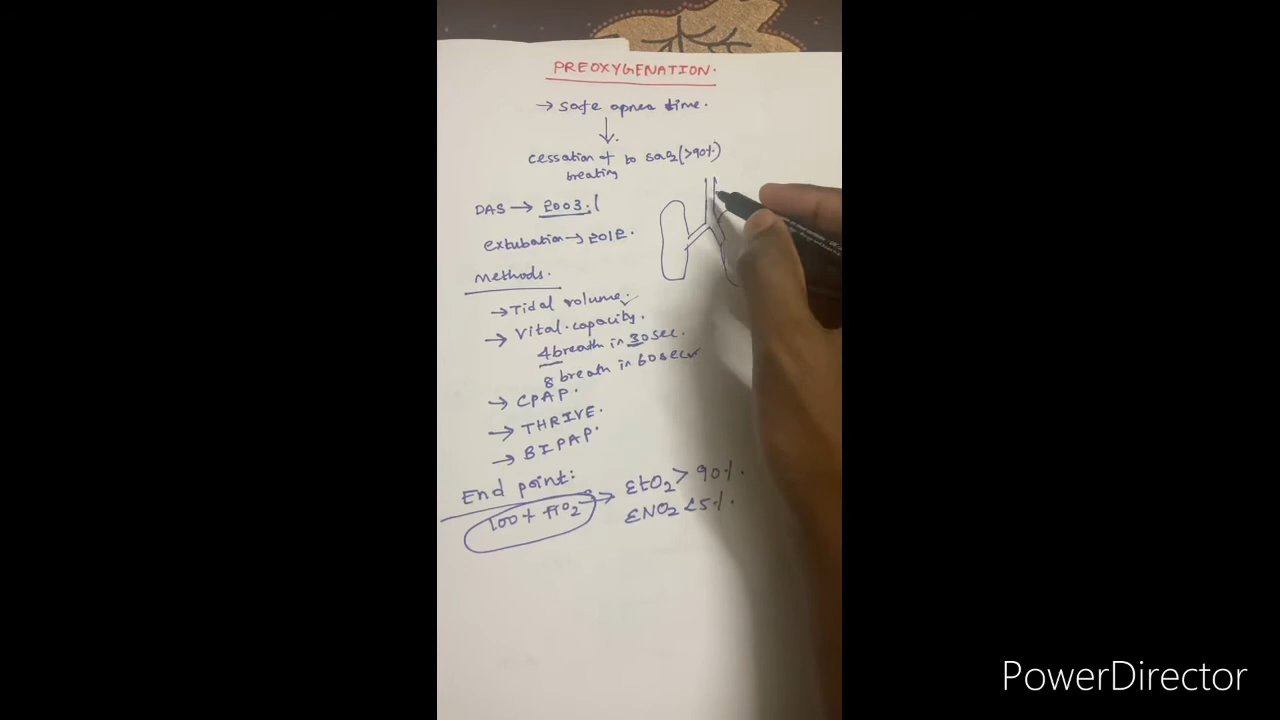 PREOXYGENATION.
→ safe apnea time.
cessation of to SaO2 (>90%)
breating
DAS → 2003.
extubation → 2012.
Methods.
→ Tidal volume.
→ Vital capacity.
4 breath in 30 sec.
8 breath in 60 sec
→ CPAP.
→ THRIVE.
→ BIPAP.
End point:
→ EtO2 > 90%.
100% FiO2
ENO2 < 5%.
PowerDirector